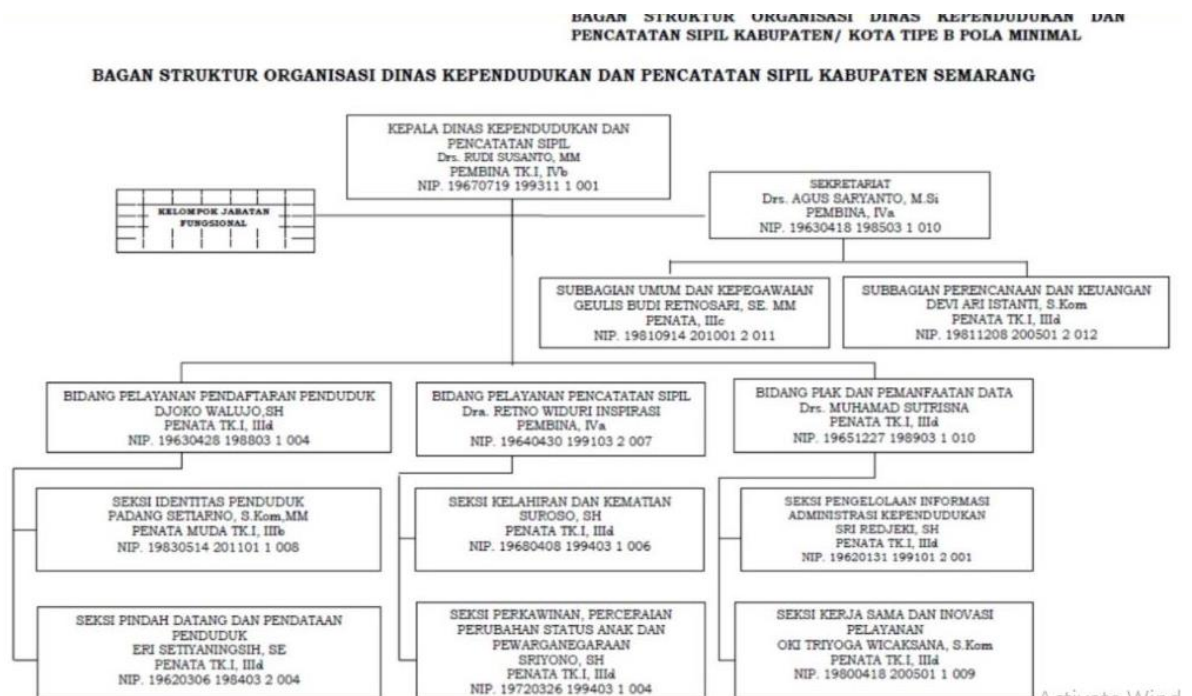 BAGAN STRUKTUR ORGANISASI DINAS KEPENDUDUKAN DAN
PENCATATAN SIPIL KABUPATEN/ KOTA TIPE B POLA MINIMAL
BAGAN STRUKTUR ORGANISASI DINAS KEPENDUDUKAN DAN PENCATATAN SIPIL KABUPATEN SEMARANG
KEPALA DINAS KEPENDUDUKAN DAN
PENCATATAN SIPIL
Drs. RUDI SUSANTO, MM
PEMBINA TK.I, IVb
NIP. 19670719 199311 1 001
KELOMPOK JABATAN
FUNGSIONAL
SEKRETARIAT
Drs. AGUS SARYANTO, M.Si
PEMBINA, IVa
NIP. 19630418 198503 1 010
SUBBAGIAN UMUM DAN KEPEGAWAIAN
GEULIS BUDI RETNOSARI, SE. MM
PENATA, IIIc
NIP. 19810914 201001 2 011
SUBBAGIAN PERENCANAAN DAN KEUANGAN
DEVI ARI ISTANTI, S.Kom
PENATA TK.I, IIId
NIP. 19811208 200501 2 012
BIDANG PELAYANAN PENDAFTARAN PENDUDUK
DJOKO WALUJO,SH
PENATA TK.I, IIId
NIP. 19630428 198803 1 004
BIDANG PELAYANAN PENCATATAN SIPIL
Dra. RETNO WIDURI INSPIRASI
PEMBINA, IVa
NIP. 19640430 199103 2 007
BIDANG PIAK DAN PEMANFAATAN DATA
Drs. MUHAMAD SUTRISNA
PENATA TK.I, IIId
NIP. 19651227 198903 1 010
SEKSI IDENTITAS PENDUDUK
PADANG SETIARNO, S.Kom,MM
PENATA MUDA TK.I, IIIb
NIP. 19830514 201101 1 008
SEKSI KELAHIRAN DAN KEMATIAN
SUROSO, SH
PENATA TK.I, IIId
NIP. 19680408 199403 1 006
SEKSI PENGELOLAAN INFORMASI
ADMINISTRASI KEPENDUDUKAN
SRI REDJEKI, SH
PENATA TK.I, IIId
NIP. 19620131 199101 2 001
SEKSI PINDAH DATANG DAN PENDATAAN
PENDUDUK
ERI SETIYANINGSIH, SE
PENATA TK.I, IIId
NIP. 19620306 198403 2 004
SEKSI PERKAWINAN, PERCERAIAN
PERUBAHAN STATUS ANAK DAN
PEWARGANEGARAAN
SRIYONO, SH
PENATA TK.I, IIId
NIP. 19720326 199403 1 004
SEKSI KERJA SAMA DAN INOVASI
PELAYANAN
OKI TRIYOGA WICAKSANA, S.Kom
PENATA TK.I, IIId
NIP. 19800418 200501 1 009